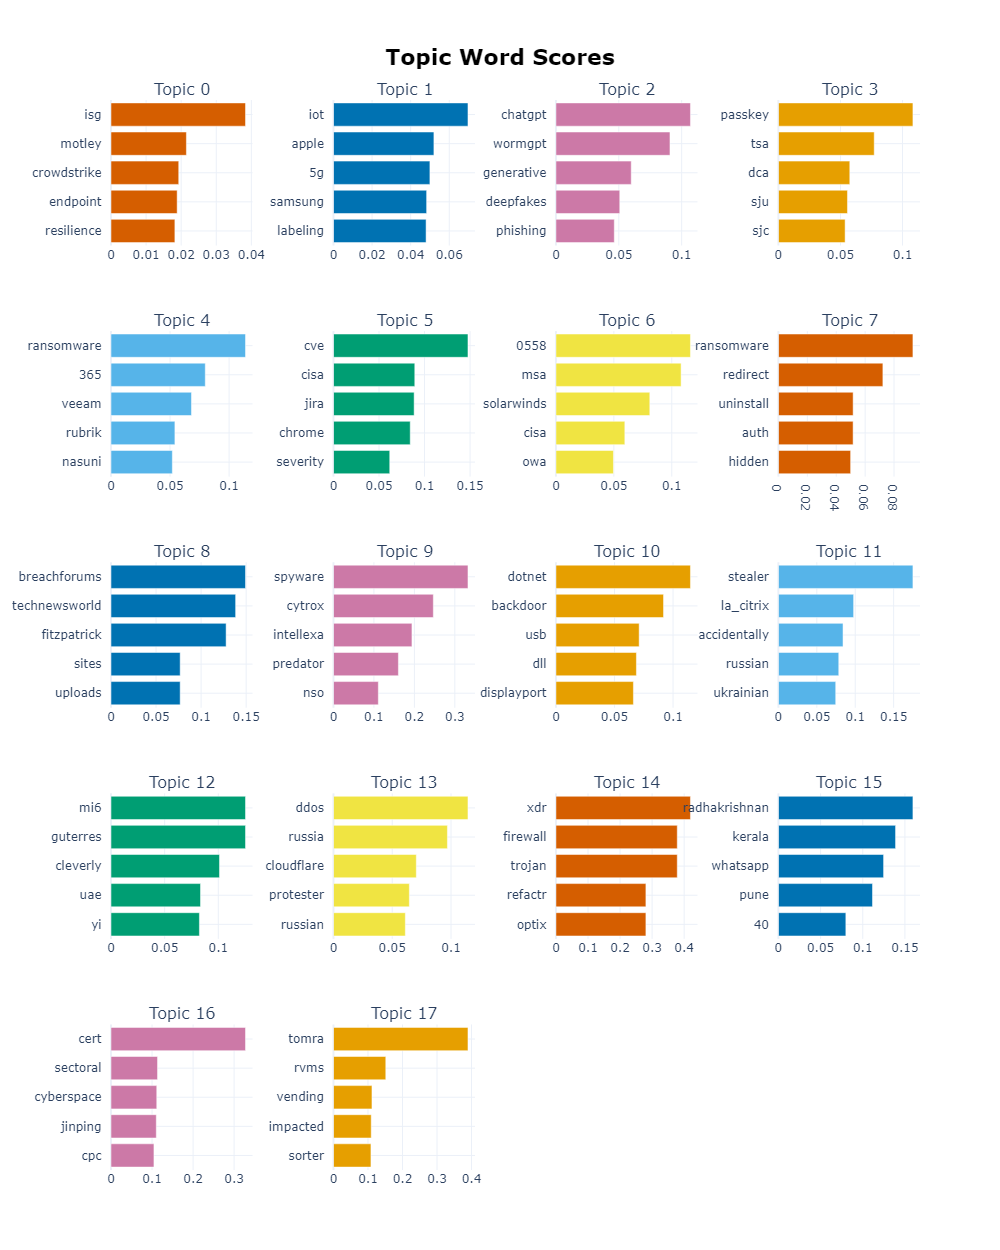 Topic Word Scores
Topic 0
isg
motley
crowdstrike
endpoint
resilience
0 0.01 0.02 0.03 0.04
Topic 1
iot
apple
5g
samsung
labeling
0 0.02 0.04 0.06
Topic 2
chatgpt
wormgpt
generative
deepfakes
phishing
0 0.05 0.1
Topic 3
passkey
tsa
dca
sju
sjc
0 0.05 0.1
Topic 4
ransomware
365
veeam
rubrik
nasuni
0 0.05 0.1
Topic 5
cve
cisa
jira
chrome
severity
0 0.05 0.1 0.15
Topic 6
0558
msa
solarwinds
cisa
owa
0 0.05 0.1
Topic 7
ransomware
redirect
uninstall
auth
hidden
0 0.02 0.04 0.06 0.08
Topic 8
breachforums
technewsworld
fitzpatrick
sites
uploads
0 0.05 0.1 0.15
Topic 9
spyware
cytrox
intellexa
predator
nso
0 0.1 0.2 0.3
Topic 10
dotnet
backdoor
usb
dll
displayport
0 0.05 0.1
Topic 11
stealer
la_citrix
accidentally
russian
ukrainian
0 0.05 0.1 0.15
Topic 12
mi6
guterres
cleverly
uae
yi
0 0.05 0.1
Topic 13
ddos
russia
cloudflare
protester
russian
0 0.05 0.1
Topic 14
xdr
firewall
trojan
refactr
optix
0 0.1 0.2 0.3 0.4
Topic 15
radhakrishnan
kerala
whatsapp
pune
40
0 0.05 0.1 0.15
Topic 16
cert
sectoral
cyberspace
jinping
cpc
0 0.1 0.2 0.3
Topic 17
tomra
rvms
vending
impacted
sorter
0 0.1 0.2 0.3 0.4